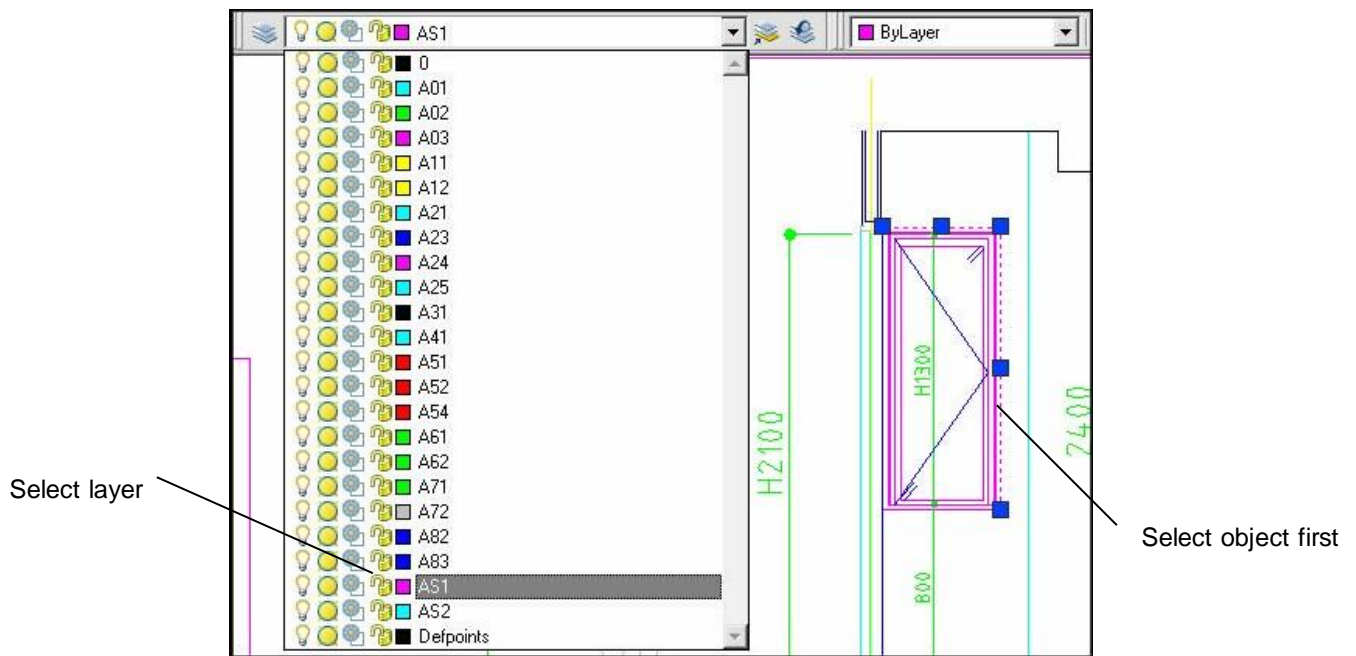 AS1
ByLayer
0
A01
A02
A03
A11
A12
A21
A23
A24
A25
A31
A41
A51
A52
A54
A61
A62
A71
A72
A82
A83
AS1
AS2
Defpoints
H2100
H1300
800
7400
Select layer
Select object first